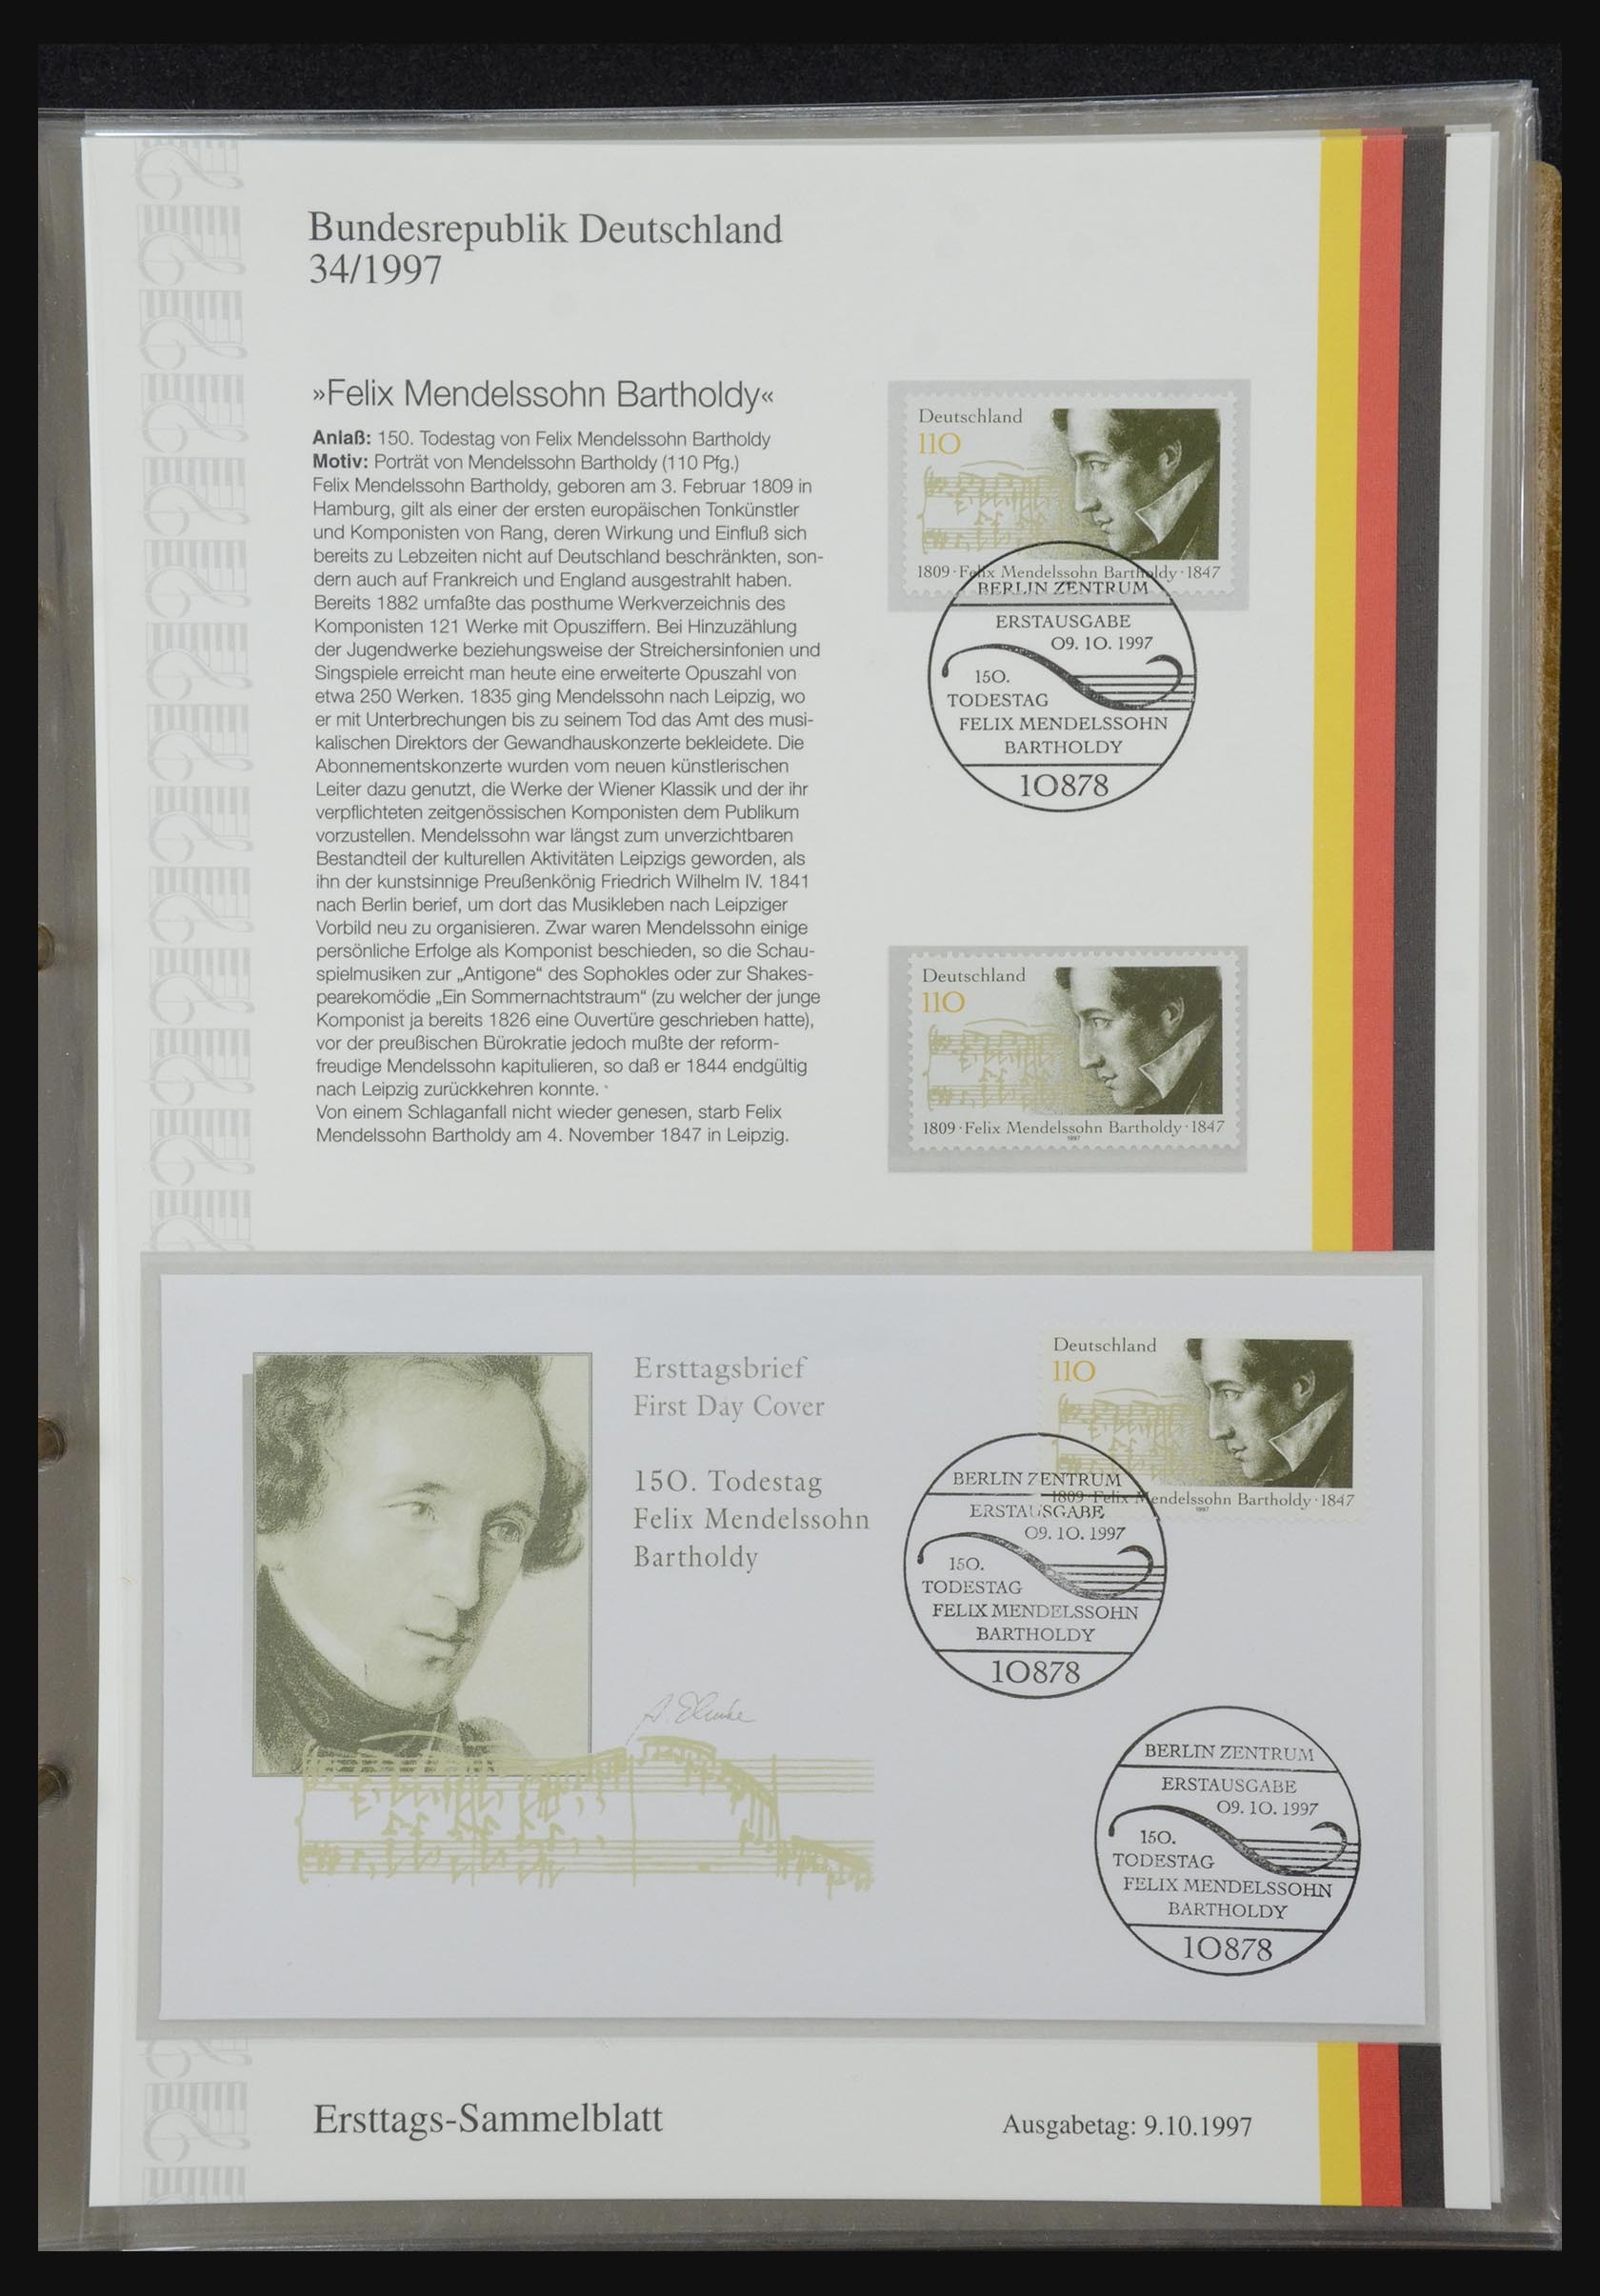 Bundesrepublik Deutschland
34/1997
»Felix Mendelssohn Bartholdy«
Anlaß: 150. Todestag von Felix Mendelssohn Bartholdy
Motiv: Porträt von Mendelssohn Bartholdy (110 Pfg.)
Felix Mendelssohn Bartholdy, geboren am 3. Februar 1809 in
Hamburg, gilt als einer der ersten europäischen Tonkünstler
und Komponisten von Rang, deren Wirkung und Einfluß sich
bereits zu Lebzeiten nicht auf Deutschland beschränkten, son-
dern auch auf Frankreich und England ausgestrahlt haben.
Bereits 1882 umfaßte das posthume Werkverzeichnis des
Komponisten 121 Werke mit Opusziffern. Bei Hinzuzählung
der Jugendwerke beziehungsweise der Streichersinfonien und
Singspiele erreicht man heute eine erweiterte Opuszahl von
etwa 250 Werken. 1835 ging Mendelssohn nach Leipzig, wo
er mit Unterbrechungen bis zu seinem Tod das Amt des musi-
kalischen Direktors der Gewandhauskonzerte bekleidete. Die
Abonnementskonzerte wurden vom neuen künstlerischen
Leiter dazu genutzt, die Werke der Wiener Klassik und der ihr
verpflichteten zeitgenössischen Komponisten dem Publikum
vorzustellen. Mendelssohn war längst zum unverzichtbaren
Bestandteil der kulturellen Aktivitäten Leipzigs geworden, als
ihn der kunstsinnige Preußenkönig Friedrich Wilhelm IV. 1841
nach Berlin berief, um dort das Musikleben nach Leipziger
Vorbild neu zu organisieren. Zwar waren Mendelssohn einige
persönliche Erfolge als Komponist beschieden, so die Schau-
spielmusiken zur „Antigone“ des Sophokles oder zur Shakes-
pearekomödie „Ein Sommernachtstraum“ (zu welcher der junge
Komponist ja bereits 1826 eine Ouvertüre geschrieben hatte),
vor der preußischen Bürokratie jedoch mußte der reform-
freudige Mendelssohn kapitulieren, so daß er 1844 endgültig
nach Leipzig zurückkehren konnte.
Von einem Schlaganfall nicht wieder genesen, starb Felix
Mendelssohn Bartholdy am 4. November 1847 in Leipzig.
Deutschland
110
1809·Felix Mendelssohn Bartholdy·1847
BERLIN ZENTRUM
ERSTAUSGABE
09. 10. 1997
150.
TODESTAG
FELIX MENDELSSOHN
BARTHOLDY
10878
Deutschland
110
1809·Felix Mendelssohn Bartholdy·1847
1997
Ersttagsbrief
First Day Cover
150. Todestag
Felix Mendelssohn
Bartholdy
Deutschland
110
1809·Felix Mendelssohn Bartholdy·1847
1997
BERLIN ZENTRUM
ERSTAUSGABE
09. 10. 1997
150.
TODESTAG
FELIX MENDELSSOHN
BARTHOLDY
10878
BERLIN ZENTRUM
ERSTAUSGABE
09. 10. 1997
150.
TODESTAG
FELIX MENDELSSOHN
BARTHOLDY
10878
Ersttags-Sammelblatt
Ausgabetag: 9.10.1997